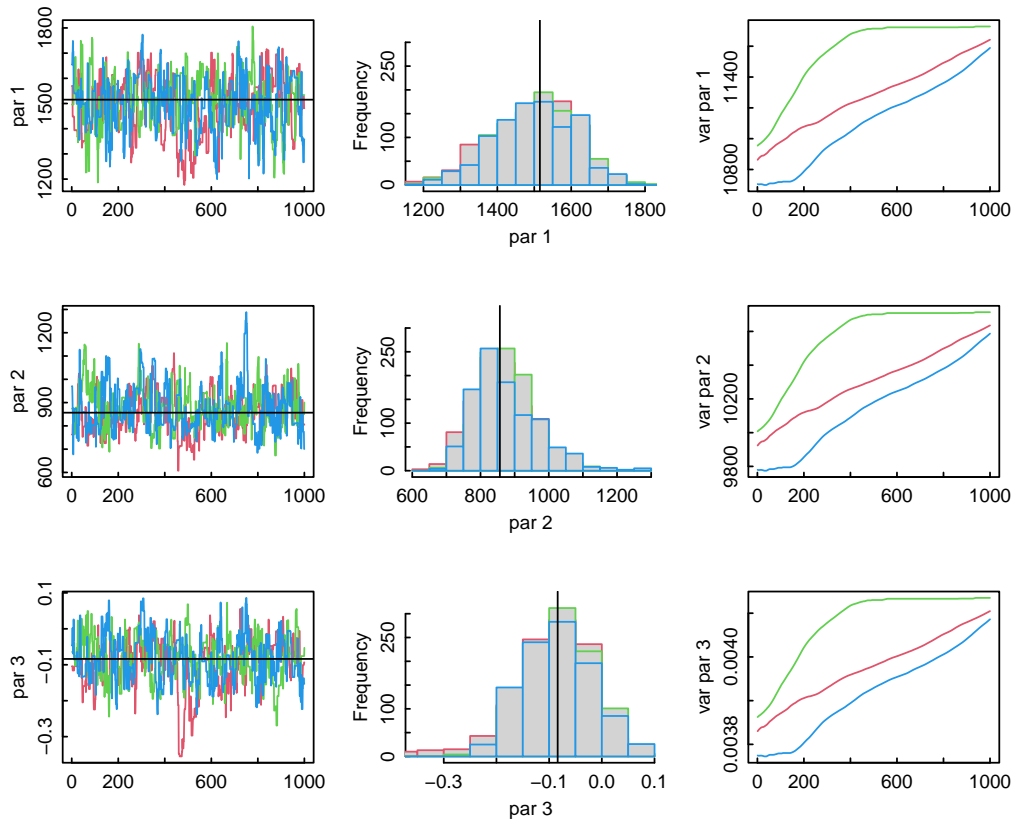 par 1
1200 1500 1800
0 200 600 1000
Frequency
0 100 250
1200 1400 1600 1800
par 1
var par 1
10800 11400
0 200 600 1000
par 2
600 900 1200
0 200 600 1000
Frequency
0 100 250
600 800 1000 1200
par 2
var par 2
9800 10200
0 200 600 1000
par 3
−0.3 −0.1 0.1
0 200 600 1000
Frequency
0 100 250
−0.3 −0.1 0.0 0.1
par 3
var par 3
0.0038 0.0040
0 200 600 1000